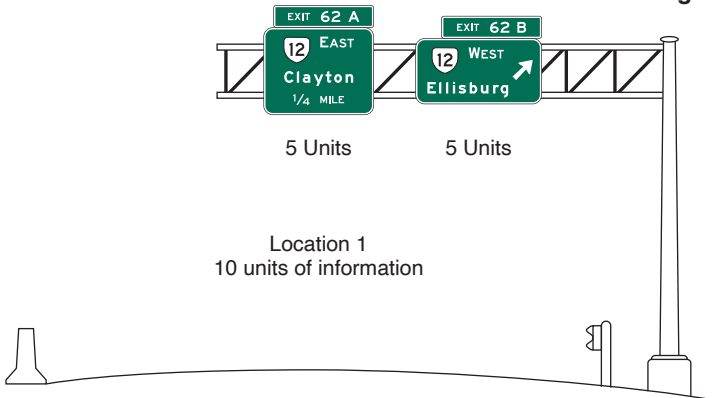 g
EXIT 62 A
12 EAST
Clayton
1/4 MILE
EXIT 62 B
12 WEST
Ellisburg
5 Units
5 Units
Location 1
10 units of information